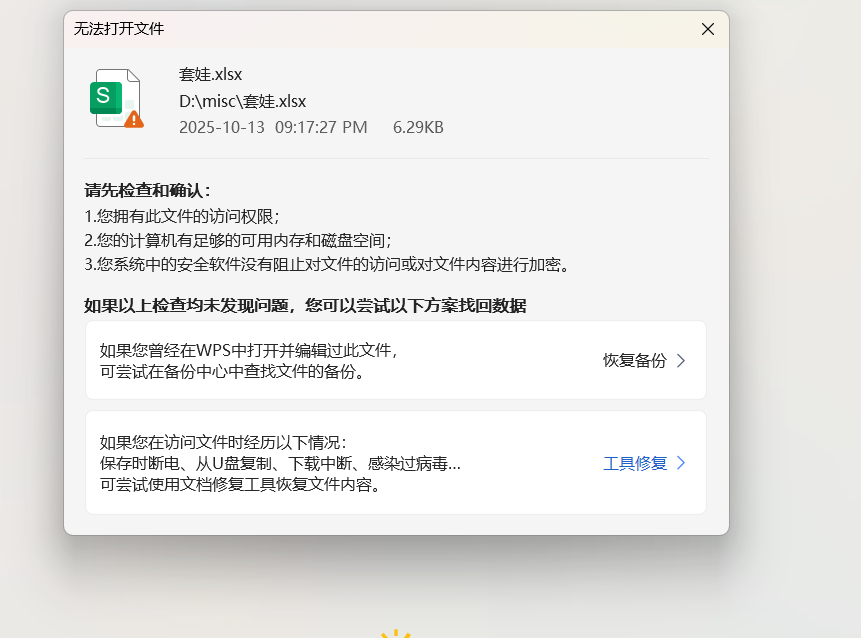 无法打开文件
套娃.xlsx
D:\misc\套娃.xlsx
2025-10-13 09:17:27 PM 6.29KB
S
请先检查和确认：
1.您拥有此文件的访问权限；
2.您的计算机有足够的可用内存和磁盘空间；
3.您系统中的安全软件没有阻止对文件的访问或对文件内容进行加密。
如果以上检查均未发现问题，您可以尝试以下方案找回数据
如果您曾经在WPS中打开并编辑过此文件，
可尝试在备份中心中查找文件的备份。
恢复备份
如果您在访问文件时经历以下情况：
保存时断电、从U盘复制、下载中断、感染过病毒...
可尝试使用文档修复工具恢复文件内容。
工具修复